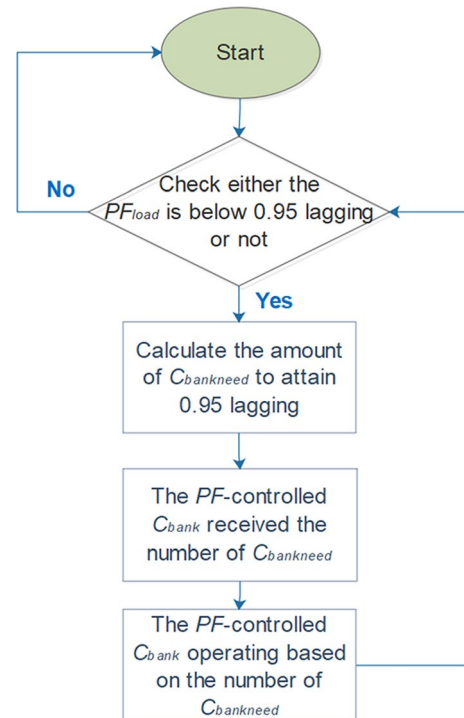 Start
Check either the
PFload is below 0.95 lagging
or not
No
Yes
Calculate the amount
of Cbankneed to attain
0.95 lagging
The PF-controlled
Cbank received the
number of Cbankneed
The PF-controlled
Cbank operating based
on the number of
Cbankneed